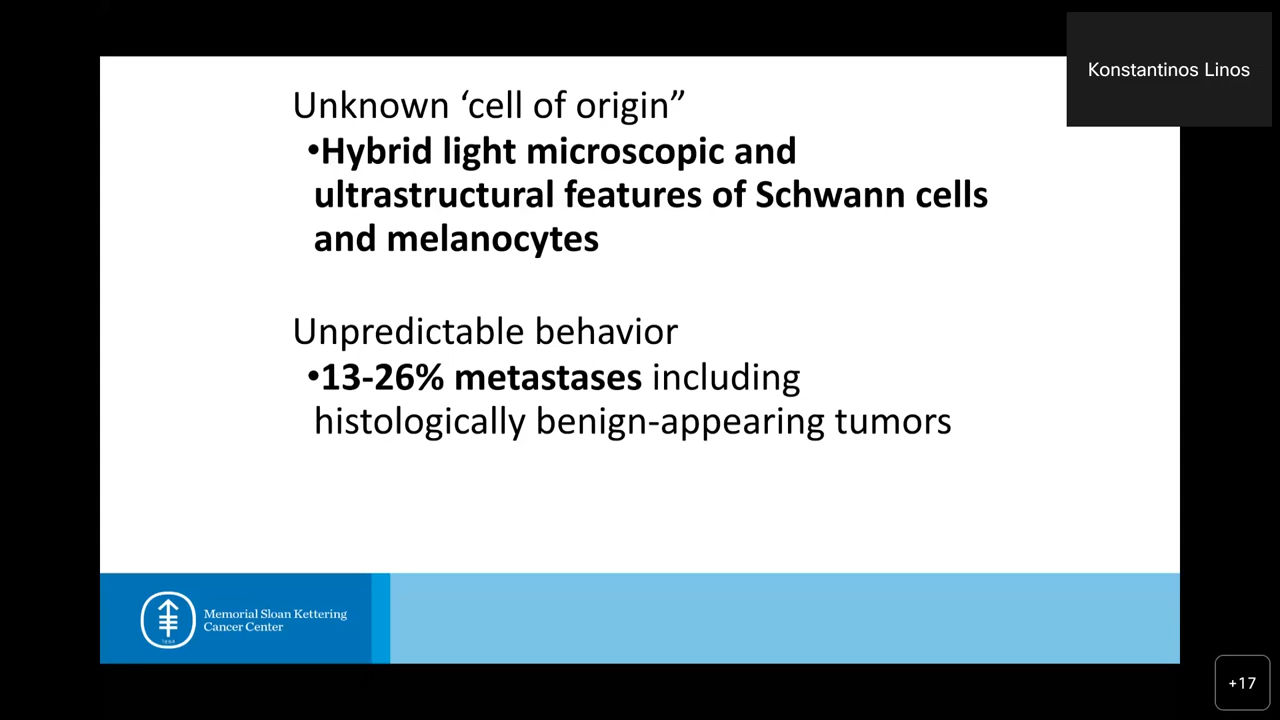 Konstantinos Linos
Unknown ‘cell of origin”
•Hybrid light microscopic and
ultrastructural features of Schwann cells
and melanocytes
Unpredictable behavior
•13-26% metastases including
histologically benign-appearing tumors
Memorial Sloan Kettering
Cancer Center
+17